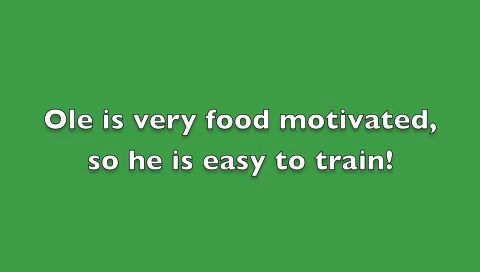 Ole is very food motivated,
so he is easy to train!